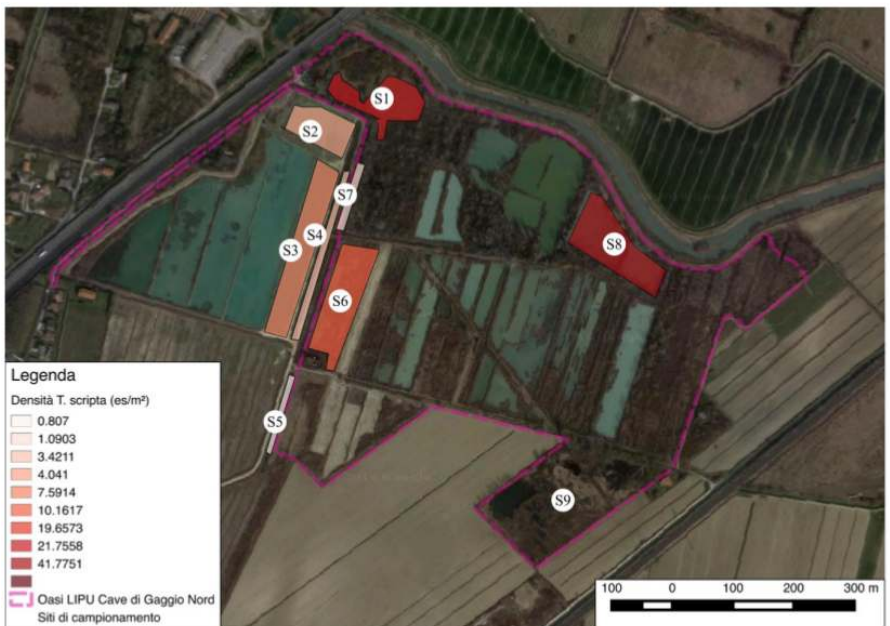 S1
S2
S7
S4
S3
S8
S6
S5
S9
Legenda
Densità T. scripta (es/m²)
0.807
1.0903
3.4211
4.041
7.5914
10.1617
19.6573
21.7558
41.7751
Oasi LIPU Cave di Gaggio Nord
Siti di campionamento
100 0 100 200 300 m